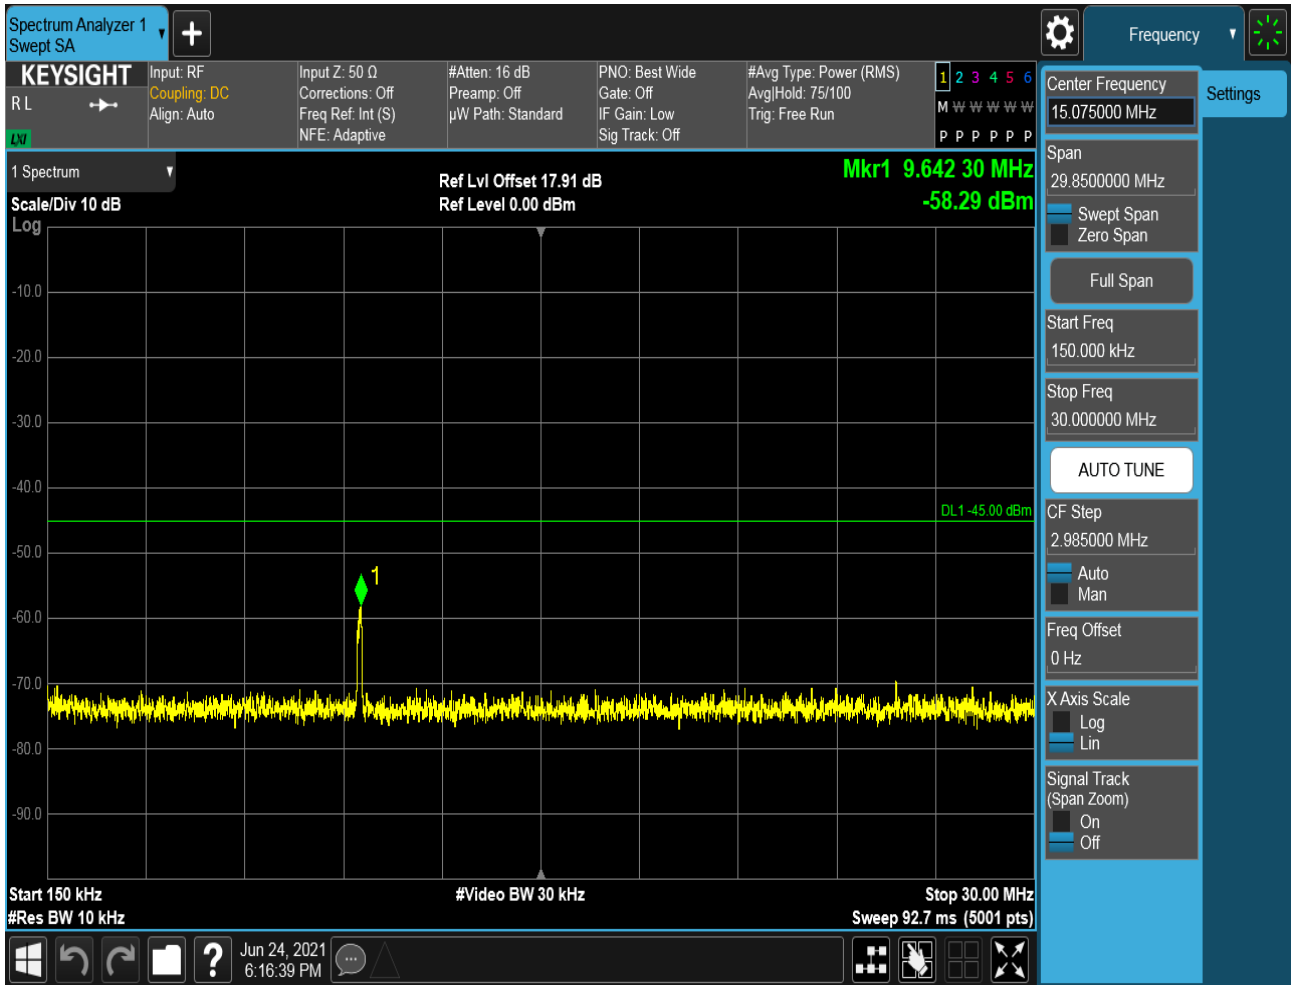 Spectrum Analyzer 1
Swept SA
Frequency
KEYSIGHT
R L
LXI
Input: RF
Coupling: DC
Align: Auto
Input Z: 50 Ω
Corrections: Off
Freq Ref: Int (S)
NFE: Adaptive
#Atten: 16 dB
Preamp: Off
µW Path: Standard
PNO: Best Wide
Gate: Off
IF Gain: Low
Sig Track: Off
#Avg Type: Power (RMS)
Avg|Hold: 75/100
Trig: Free Run
1 2 3 4 5 6
M W W W W W
P P P P P P
1 Spectrum
Scale/Div 10 dB
Log
Ref Lvl Offset 17.91 dB
Ref Level 0.00 dBm
Mkr1 9.642 30 MHz
-58.29 dBm
-10.0
-20.0
-30.0
-40.0
DL1 -45.00 dBm
-50.0
1
-60.0
-70.0
-80.0
-90.0
Start 150 kHz
#Video BW 30 kHz
Stop 30.00 MHz
#Res BW 10 kHz
Sweep 92.7 ms (5001 pts)
?
Jun 24, 2021
6:16:39 PM
Center Frequency
15.075000 MHz
Settings
Span
29.8500000 MHz
Swept Span
Zero Span
Full Span
Start Freq
150.000 kHz
Stop Freq
30.000000 MHz
AUTO TUNE
CF Step
2.985000 MHz
Auto
Man
Freq Offset
0 Hz
X Axis Scale
Log
Lin
Signal Track
(Span Zoom)
On
Off